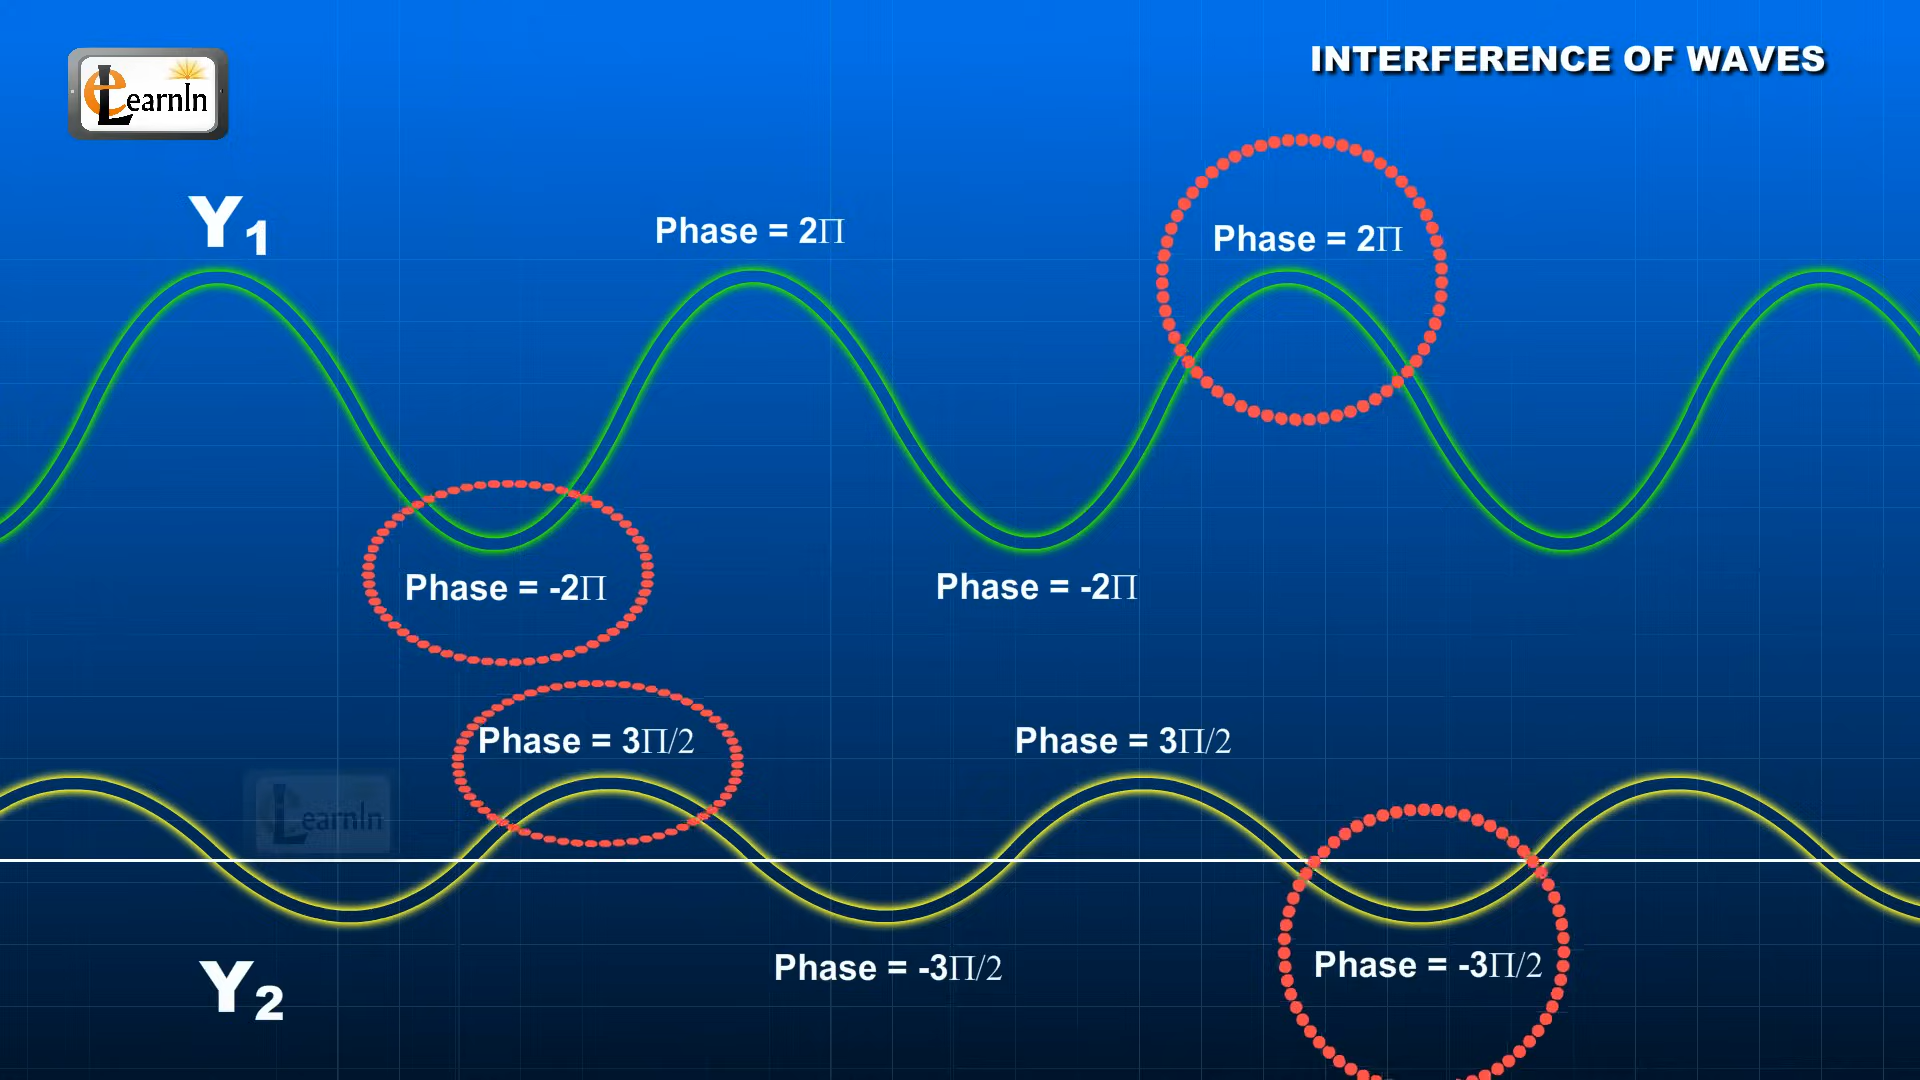 eLearnIn
INTERFERENCE OF WAVES
Y1
Phase = 2Π
Phase = 2Π
Phase = -2Π
Phase = -2Π
Phase = 3Π/2
Phase = 3Π/2
LearnIn
Phase = -3Π/2
Phase = -3Π/2
Y2